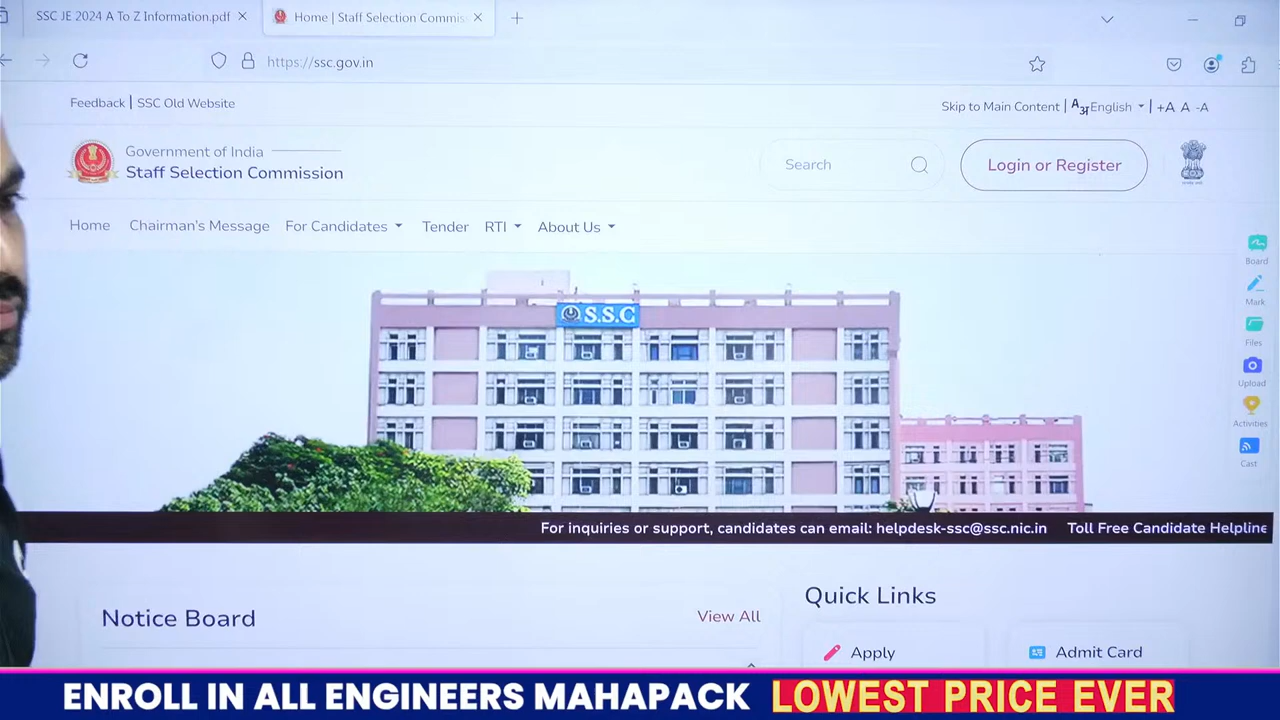 SSC JE 2024 A To Z Information.pdf
Home | Staff Selection Commis
https://ssc.gov.in
Feedback | SSC Old Website
Skip to Main Content | English | +A A -A
Government of India
Staff Selection Commission
Search
Login or Register
Home
Chairman's Message
For Candidates
Tender
RTI
About Us
S.S.C
Board
Mark
Files
Upload
Activities
Cast
For inquiries or support, candidates can email: helpdesk-ssc@ssc.nic.in
Toll Free Candidate Helpline
Notice Board
View All
Quick Links
Apply
Admit Card
ENROLL IN ALL ENGINEERS MAHAPACK LOWEST PRICE EVER